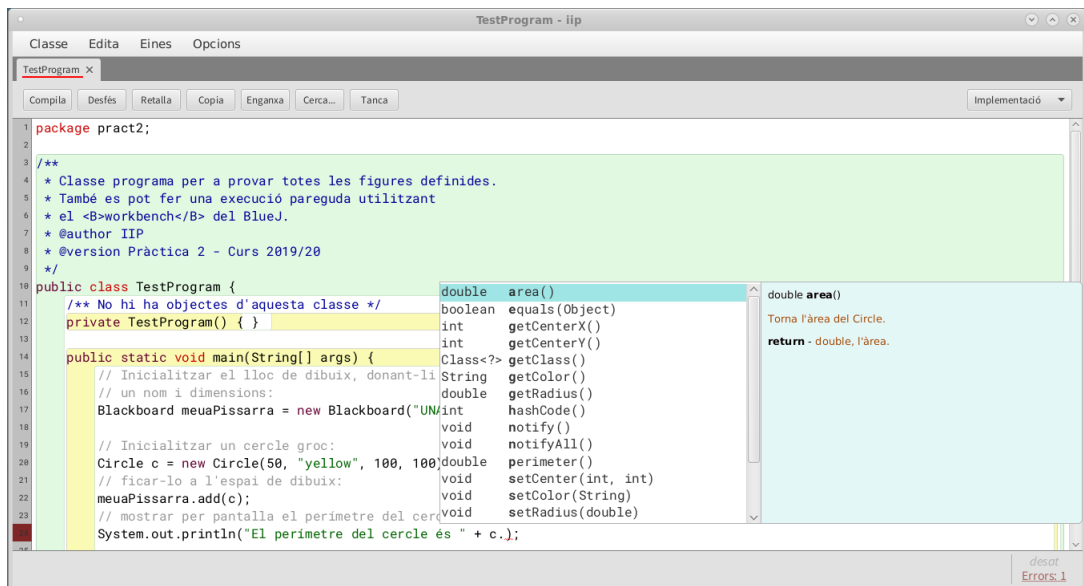 TestProgram - iip
Classe Edita Eines Opcions
TestProgram ×
Compila Desfés Retalla Copia Enganxa Cerca... Tanca Implementació
1 package pract2;
2
3 /**
4 * Classe programa per a provar totes les figures definides.
5 * També es pot fer una execució pareguda utilitzant
6 * el <B>workbench</B> del BlueJ.
7 * @author IIP
8 * @version Pràctica 2 - Curs 2019/20
9 */
10 public class TestProgram {
11 /** No hi ha objectes d'aquesta classe */
12 private TestProgram() { }
13
14 public static void main(String[] args) {
15 // Inicialitzar el lloc de dibuix, donant-li
16 // un nom i dimensions:
17 Blackboard meuaPissarra = new Blackboard("UNA
18
19 // Inicialitzar un cercle groc:
20 Circle c = new Circle(50, "yellow", 100, 100)
21 // ficar-lo a l'espai de dibuix:
22 meuaPissarra.add(c);
23 // mostrar per pantalla el perímetre del cerc
24 System.out.println("El perímetre del cercle és " + c.);
25
double area()
boolean equals(Object)
int getCenterX()
int getCenterY()
Class<?> getClass()
String getColor()
double getRadius()
int hashCode()
void notify()
void notifyAll()
double perimeter()
void setCenter(int, int)
void setColor(String)
void setRadius(double)
double area()
Torna l'àrea del Circle.
return - double, l'àrea.
desat
Errors: 1